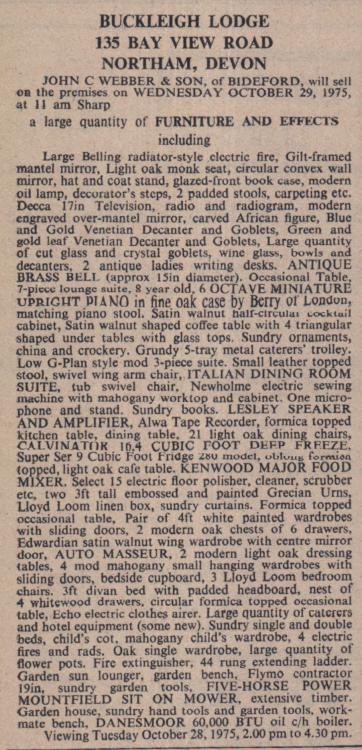 BUCKLEIGH LODGE
135 BAY VIEW ROAD
NORTHAM, DEVON
JOHN C WEBBER & SON, of BIDEFORD, will sell
on the premises on WEDNESDAY OCTOBER 29, 1975,
at 11 am Sharp
a large quantity of FURNITURE AND EFFECTS
including
Large Belling radiator-style electric fire, Gilt-framed
mantel mirror, Light oak monk seat, circular convex wall
mirror, hat and coat stand, glazed-front book case, modern
oil lamp, decorator's steps, 2 padded stools, carpeting etc.
Decca 17in Television, radio and radiogram, modern
engraved over-mantel mirror, carved African figure, Blue
and Gold Venetian Decanter and Goblets, Green and
gold leaf Venetian Decanter and Goblets, Large quantity
of cut glass and crystal goblets, wine glass, bowls and
decanters, 2 antique ladies writing desks. ANTIQUE
BRASS BELL (approx 15in diameter). Occasional Table,
7-piece lounge suite, 8 year old, 6 OCTAVE MINIATURE
UPRIGHT PIANO in fine oak case by Berry of London,
matching piano stool. Satin walnut half-circular cocktail
cabinet, Satin walnut shaped coffee table with 4 triangular
shaped under tables with glass tops. Sundry ornaments,
china and crockery. Grundy 5-tray metal caterers' trolley.
Low G-Plan style mod 3-piece suite. Small leather topped
stool, swivel wing arm chair, ITALIAN DINING ROOM
SUITE, tub swivel chair, Newholme electric sewing
machine with mahogany worktop and cabinet. One micro-
phone and stand. Sundry books. LESLEY SPEAKER
AND AMPLIFIER, Alwa Tape Recorder, formica topped
kitchen table, dining table, 21 light oak dining chairs,
CALVINATOR 16.4 CUBIC FOOT DEEP FREEZE,
Super Ser 9 Cubic Foot Fridge 280 model, oblong formica
topped, light oak cafe table. KENWOOD MAJOR FOOD
MIXER. Select 15 electric floor polisher, cleaner, scrubber
etc, two 3ft tall embossed and painted Grecian Urns,
Lloyd Loom linen box, sundry curtains. Formica topped
occasional table, Pair of 4ft white painted wardrobes
with sliding doors, 2 modern oak chests of 6 drawers,
Edwardian satin walnut wing wardrobe with centre mirror
door, AUTO MASSEUR, 2 modern light oak dressing
tables, 4 mod mahogany small hanging wardrobes with
sliding doors, bedside cupboard, 3 Lloyd Loom bedroom
chairs. 3ft divan bed with padded headboard, nest of
4 whitewood drawers, circular formica topped occasional
table, Echo electric clothes airer. Large quantity of caterers
and hotel equipment (some new). Sundry single and double
beds, child's cot, mahogany child's wardrobe, 4 electric
fires and rads. Oak single wardrobe, large quantity of
flower pots. Fire extinguisher, 44 rung extending ladder.
Garden sun lounger, garden bench, Flymo contractor
19in, sundry garden tools, FIVE-HORSE POWER
MOUNTFIELD SIT ON MOWER, extensive timber.
Garden house, sundry hand tools and garden tools, work-
mate bench, DANESMOOR 60,000 BTU oil c/h boiler.
Viewing Tuesday October 28, 1975, 2.00 pm to 4.30 pm.